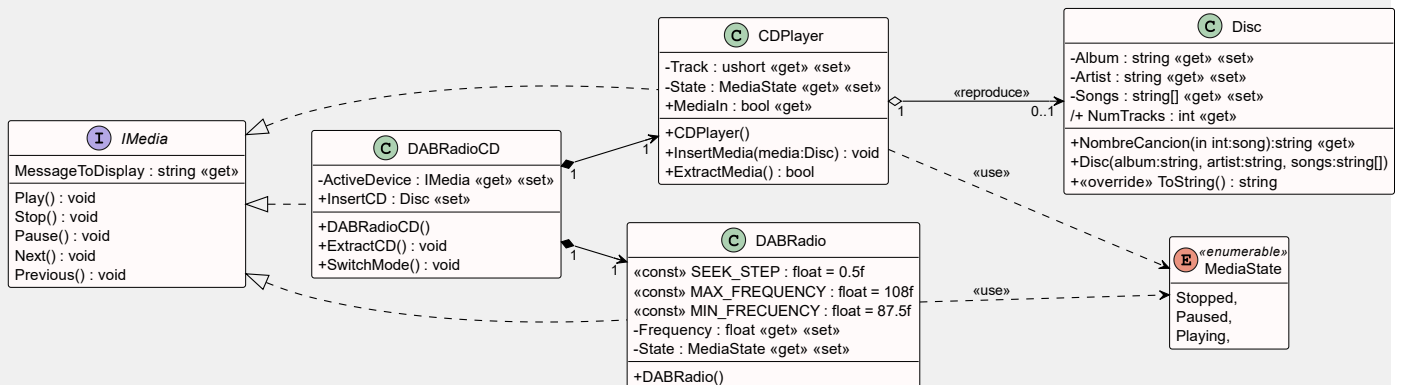 I IMedia
MessageToDisplay : string «get»
Play() : void
Stop() : void
Pause() : void
Next() : void
Previous() : void
C DABRadioCD
-ActiveDevice : IMedia «get» «set»
+InsertCD : Disc «set»
+DABRadioCD()
+ExtractCD() : void
+SwitchMode() : void
1
1
1
1
C CDPlayer
-Track : ushort «get» «set»
-State : MediaState «get» «set»
+MediaIn : bool «get»
+CDPlayer()
+InsertMedia(media:Disc) : void
+ExtractMedia() : bool
«reproduce»
1
0..1
C Disc
-Album : string «get» «set»
-Artist : string «get» «set»
-Songs : string[] «get» «set»
/+ NumTracks : int «get»
+NombreCancion(in int:song):string «get»
+Disc(album:string, artist:string, songs:string[])
+«override» ToString() : string
«use»
C DABRadio
«const» SEEK_STEP : float = 0.5f
«const» MAX_FREQUENCY : float = 108f
«const» MIN_FRECUENCY : float = 87.5f
-Frequency : float «get» «set»
-State : MediaState «get» «set»
+DABRadio()
«use»
E «enumerable»
MediaState
Stopped,
Paused,
Playing,